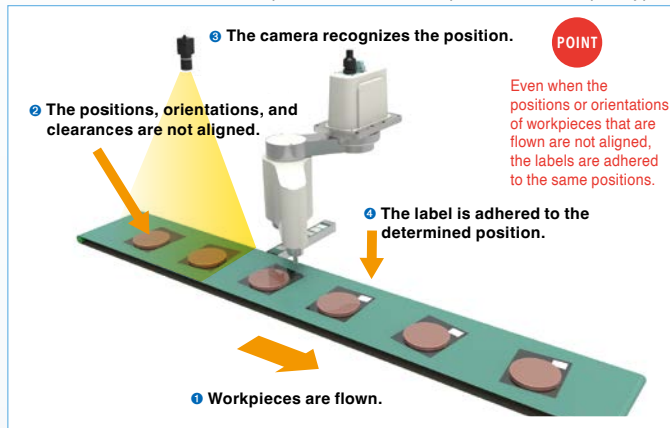 ❸ The camera recognizes the position.
POINT
Even when the
positions or orientations
of workpieces that are
flown are not aligned,
the labels are adhered
to the same positions.
❷ The positions, orientations, and
clearances are not aligned.
❹ The label is adhered to the
determined position.
❶ Workpieces are flown.